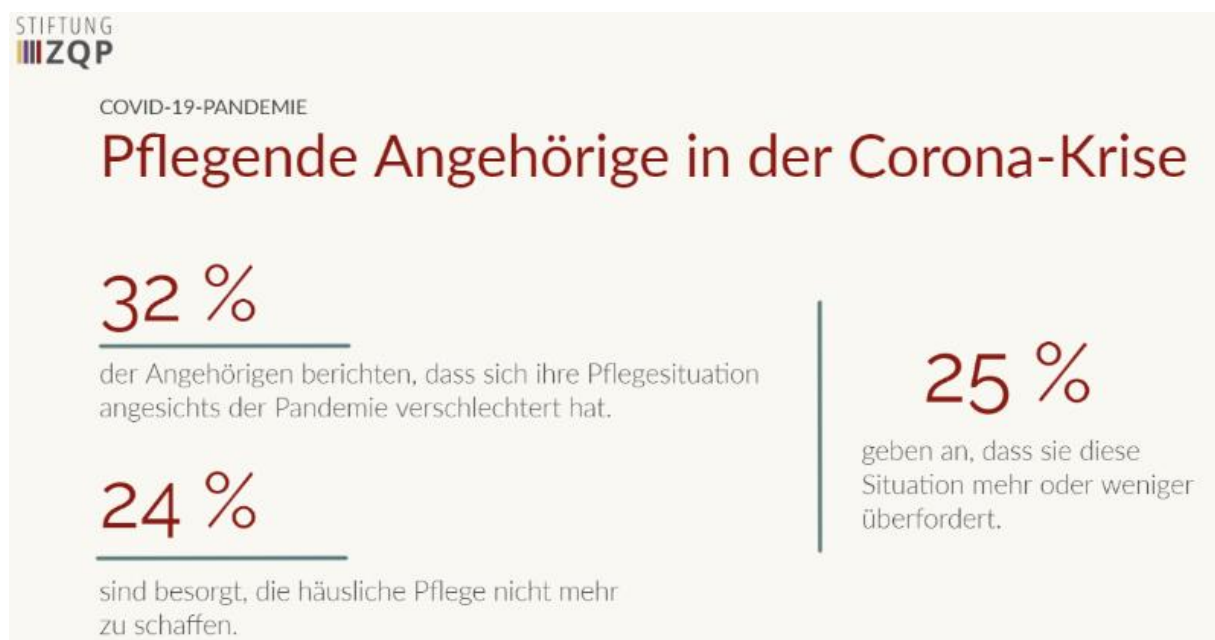 STIFTUNG
ZQP
COVID-19-PANDEMIE
Pflegende Angehörige in der Corona-Krise
32 %
der Angehörigen berichten, dass sich ihre Pflegesituation
angesichts der Pandemie verschlechtert hat.
24 %
sind besorgt, die häusliche Pflege nicht mehr
zu schaffen.
25 %
geben an, dass sie diese
Situation mehr oder weniger
überfordert.